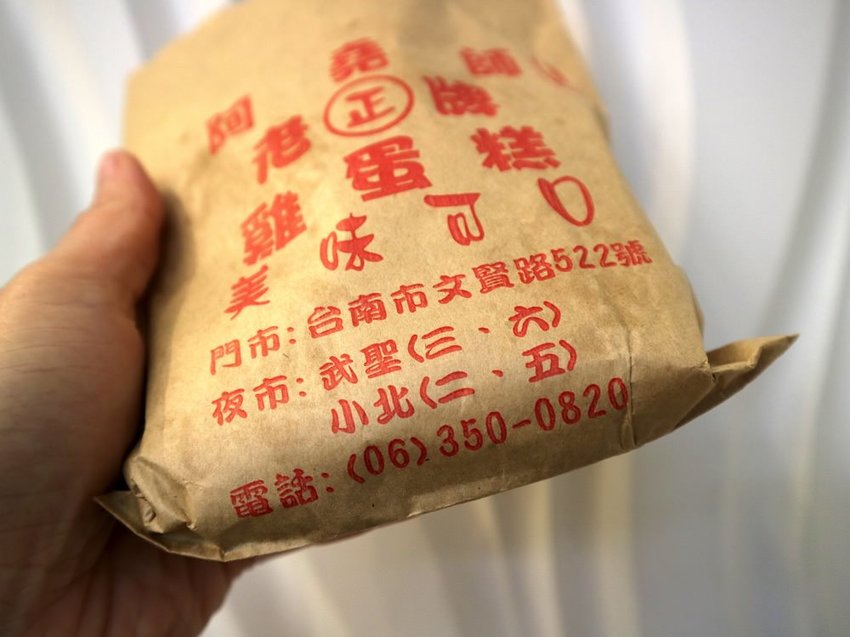 阿堯師
正老牌
雞蛋糕
美味可口
門市:台南市文賢路522號
夜市:武聖(三、六)
小北(二、五)
電話:(06)350-0820